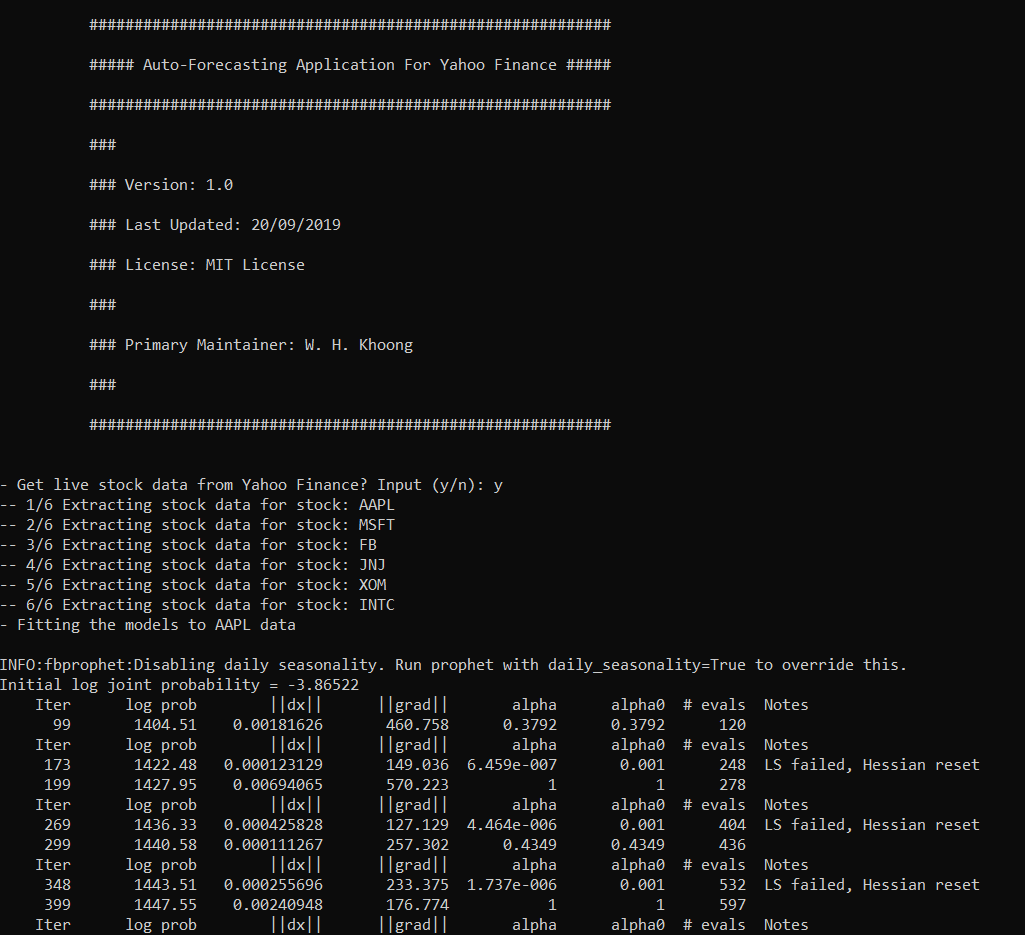 ##########################################################
##### Auto-Forecasting Application For Yahoo Finance #####
##########################################################
###
### Version: 1.0
### Last Updated: 20/09/2019
### License: MIT License
###
### Primary Maintainer: W. H. Khoong
###
##########################################################
- Get live stock data from Yahoo Finance? Input (y/n): y
-- 1/6 Extracting stock data for stock: AAPL
-- 2/6 Extracting stock data for stock: MSFT
-- 3/6 Extracting stock data for stock: FB
-- 4/6 Extracting stock data for stock: JNJ
-- 5/6 Extracting stock data for stock: XOM
-- 6/6 Extracting stock data for stock: INTC
- Fitting the models to AAPL data
INFO:fbprophet:Disabling daily seasonality. Run prophet with daily_seasonality=True to override this.
Initial log joint probability = -3.86522
    Iter      log prob        ||dx||      ||grad||       alpha      alpha0  # evals  Notes
      99       1404.51    0.00181626       460.758      0.3792      0.3792      120
    Iter      log prob        ||dx||      ||grad||       alpha      alpha0  # evals  Notes
     173       1422.48   0.000123129       149.036  6.459e-007       0.001      248  LS failed, Hessian reset
     199       1427.95    0.00694065       570.223           1           1      278
    Iter      log prob        ||dx||      ||grad||       alpha      alpha0  # evals  Notes
     269       1436.33   0.000425828       127.129  4.464e-006       0.001      404  LS failed, Hessian reset
     299       1440.58   0.000111267       257.302      0.4349      0.4349      436
    Iter      log prob        ||dx||      ||grad||       alpha      alpha0  # evals  Notes
     348       1443.51   0.000255696       233.375  1.737e-006       0.001      532  LS failed, Hessian reset
     399       1447.55    0.00240948       176.774           1           1      597
    Iter      log prob        ||dx||      ||grad||       alpha      alpha0  # evals  Notes